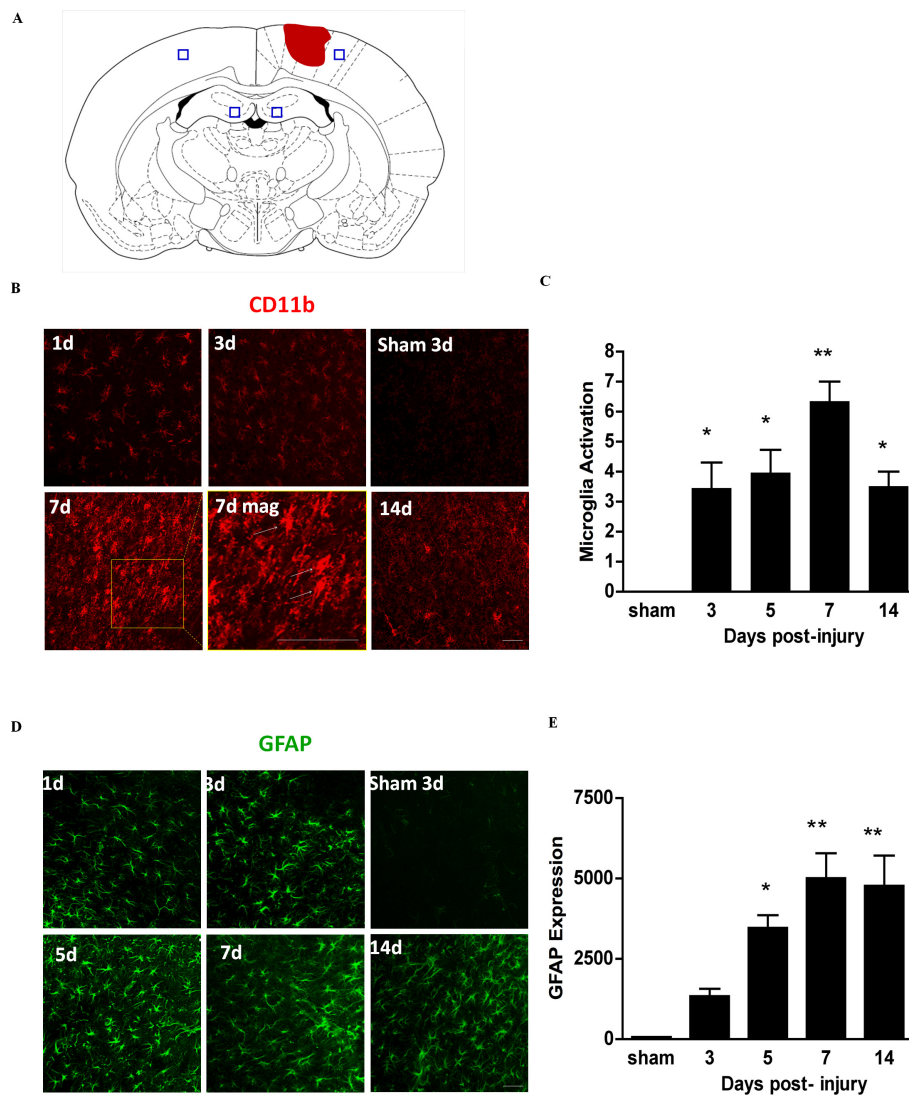 A
B
CD11b
1d
3d
Sham 3d
7d
7d mag
14d
C
Microglia Activation
8
7
6
5
4
3
2
1
0
*
*
**
*
sham 3 5 7 14
Days post-injury
D
GFAP
1d
3d
Sham 3d
5d
7d
14d
E
GFAP Expression
7500
5000
2500
0
*
**
**
sham 3 5 7 14
Days post- injury